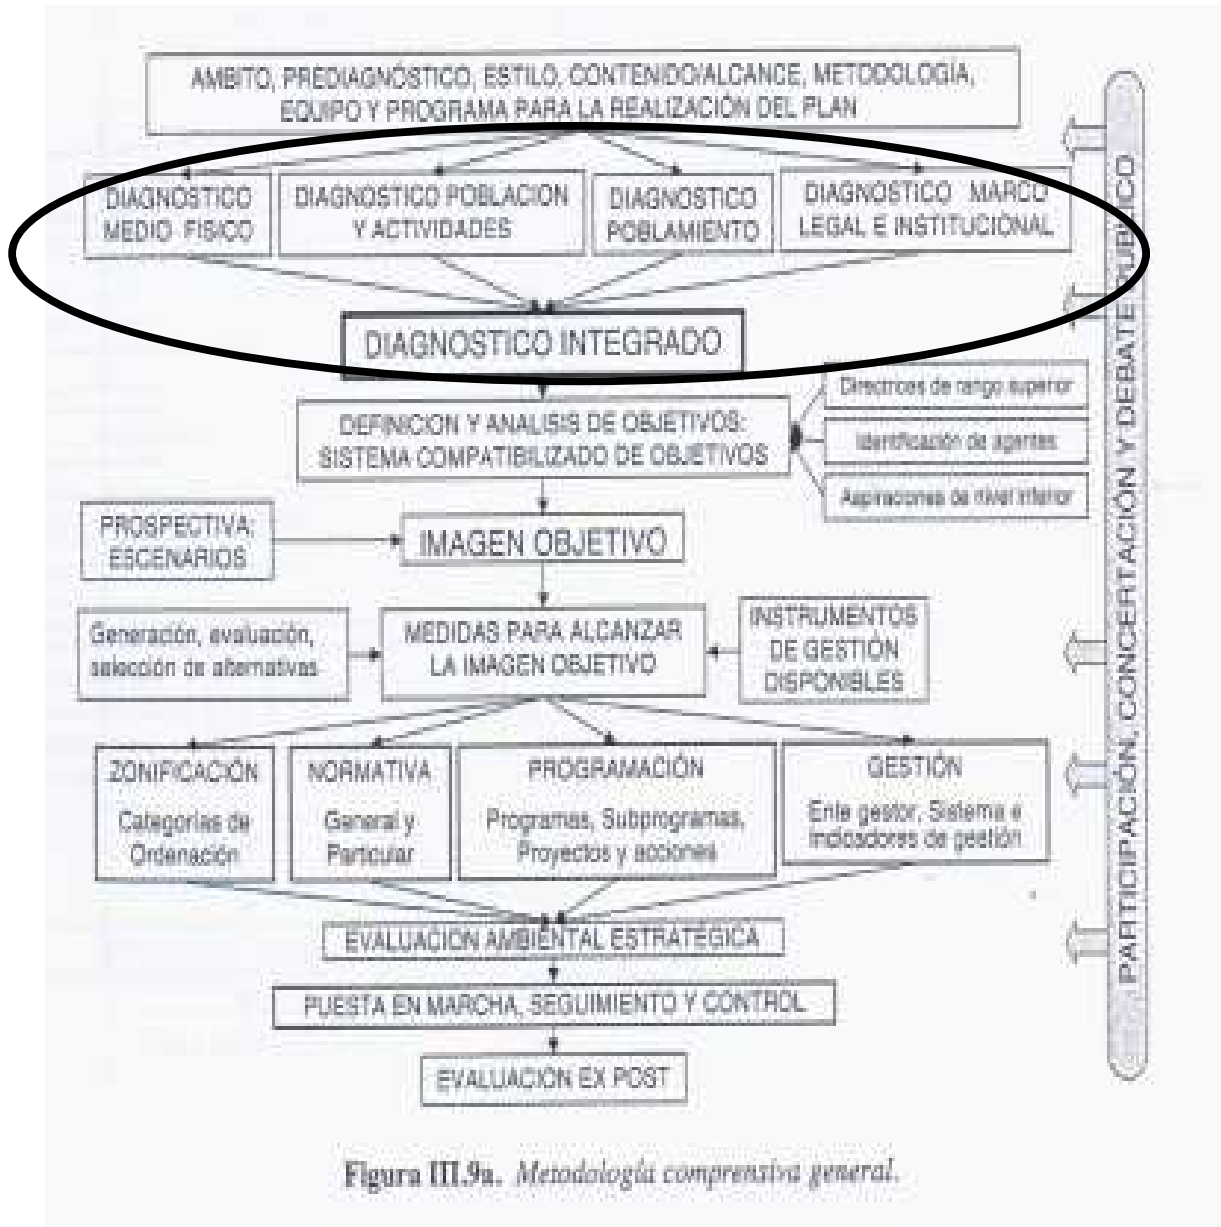 AMBITO, PREDIAGNÓSTICO, ESTILO, CONTENIDO/ALCANCE, METODOLOGÍA,
EQUIPO Y PROGRAMA PARA LA REALIZACIÓN DEL PLAN
DIAGNOSTICO
MEDIO FISICO
DIAGNOSTICO POBLACION
Y ACTIVIDADES
DIAGNOSTICO
POBLAMIENTO
DIAGNOSTICO MARCO
LEGAL E INSTITUCIONAL
DIAGNOSTICO INTEGRADO
DEFINICION Y ANALISIS DE OBJETIVOS:
SISTEMA COMPATIBILIZADO DE OBJETIVOS
Directrices de rango superior
Identificación de agentes
Aspiraciones de nivel inferior
PROSPECTIVA:
ESCENARIOS
IMAGEN OBJETIVO
Generación, evaluación,
selección de alternativas
MEDIDAS PARA ALCANZAR
LA IMAGEN OBJETIVO
INSTRUMENTOS
DE GESTIÓN
DISPONIBLES
ZONIFICACIÓN
Categorías de
Ordenación
NORMATIVA
General y
Particular
PROGRAMACIÓN
Programas, Subprogramas,
Proyectos y acciones
GESTIÓN
Ente gestor, Sistema e
indicadores de gestión
EVALUACION AMBIENTAL ESTRATÉGICA
PUESTA EN MARCHA, SEGUIMIENTO Y CONTROL
EVALUACION EX POST
PARTICIPACIÓN, CONCERTACIÓN Y DEBATE PUBLICO
Figura III.9a. Metodología comprensiva general.